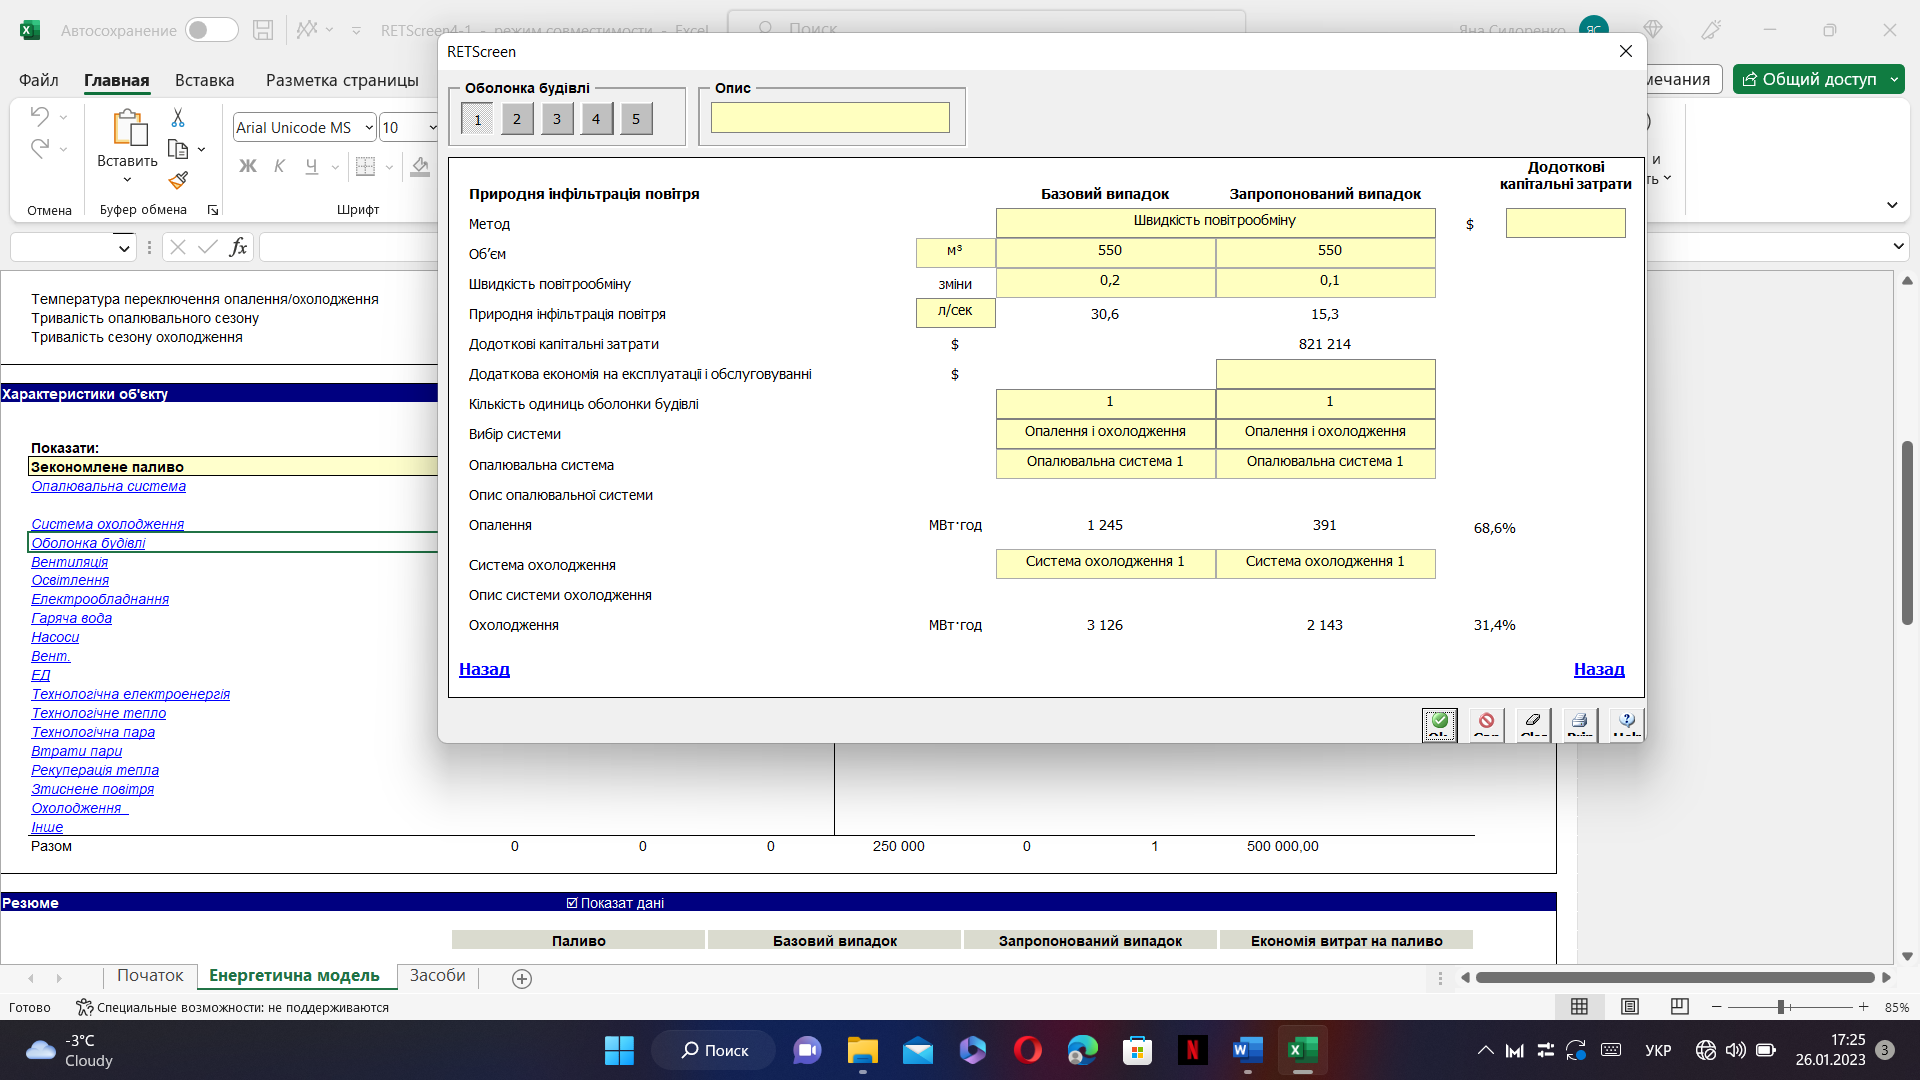 Автосохранение
RETScreen4-1 - режим совместимости - Excel
Поиск
Яна Сидоренко
ЯС
Файл
Главная
Вставка
Разметка страницы
Общий доступ
Вставить
Arial Unicode MS
10
Ж К Ч
Отмена
Буфер обмена
Шрифт
fx
RETScreen
Оболонка будівлі
1 2 3 4 5
Опис
Природня інфільтрація повітря
Базовий випадок
Запропонований випадок
Додоткові
капітальні затрати
Метод
Швидкість повітрообміну
$
Об’єм
м³
550
550
Швидкість повітрообміну
зміни
0,2
0,1
Природня інфільтрація повітря
л/сек
30,6
15,3
Додоткові капітальні затрати
$
821 214
Додаткова економія на експлуатації і обслуговуванні
$
Кількість одиниць оболонки будівлі
1
1
Вибір системи
Опалення і охолодження
Опалення і охолодження
Опалювальна система
Опалювальна система 1
Опалювальна система 1
Опис опалювальної системи
Опалення
МВт·год
1 245
391
68,6%
Система охолодження
Система охолодження 1
Система охолодження 1
Опис системи охолодження
Охолодження
МВт·год
3 126
2 143
31,4%
Назад
Назад
Температура переключення опалення/охолодження
Тривалість опалювального сезону
Тривалість сезону охолодження
Характеристики об'єкту
Показати:
Зекономлене паливо
Опалювальна система
Система охолодження
Оболонка будівлі
Вентиляція
Освітлення
Електрообладнання
Гаряча вода
Насоси
Вент.
ЕД
Технологічна електроенергія
Технологічне тепло
Технологічна пара
Втрати пари
Рекуперація тепла
Зтиснене повітря
Охолодження
Інше
Разом
0
0
0
250 000
0
1
500 000,00
Резюме
Показат дані
Паливо
Базовий випадок
Запропонований випадок
Економія витрат на паливо
Початок
Енергетична модель
Засоби
Готово
Специальные возможности: не поддерживаются
85%
-3°C
Cloudy
Поиск
УКР
17:25
26.01.2023
3